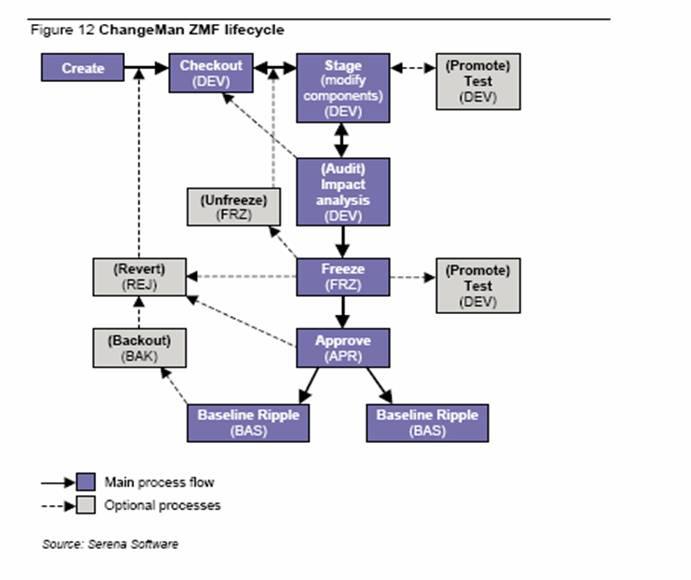 Figure 12 ChangeMan ZMF lifecycle
Create
Checkout
(DEV)
Stage
(modify
components)
(DEV)
(Promote)
Test
(DEV)
(Audit)
Impact
analysis
(DEV)
(Unfreeze)
(FRZ)
(Revert)
(REJ)
Freeze
(FRZ)
(Promote)
Test
(DEV)
(Backout)
(BAK)
Approve
(APR)
Baseline Ripple
(BAS)
Baseline Ripple
(BAS)
Main process flow
Optional processes
Source: Serena Software